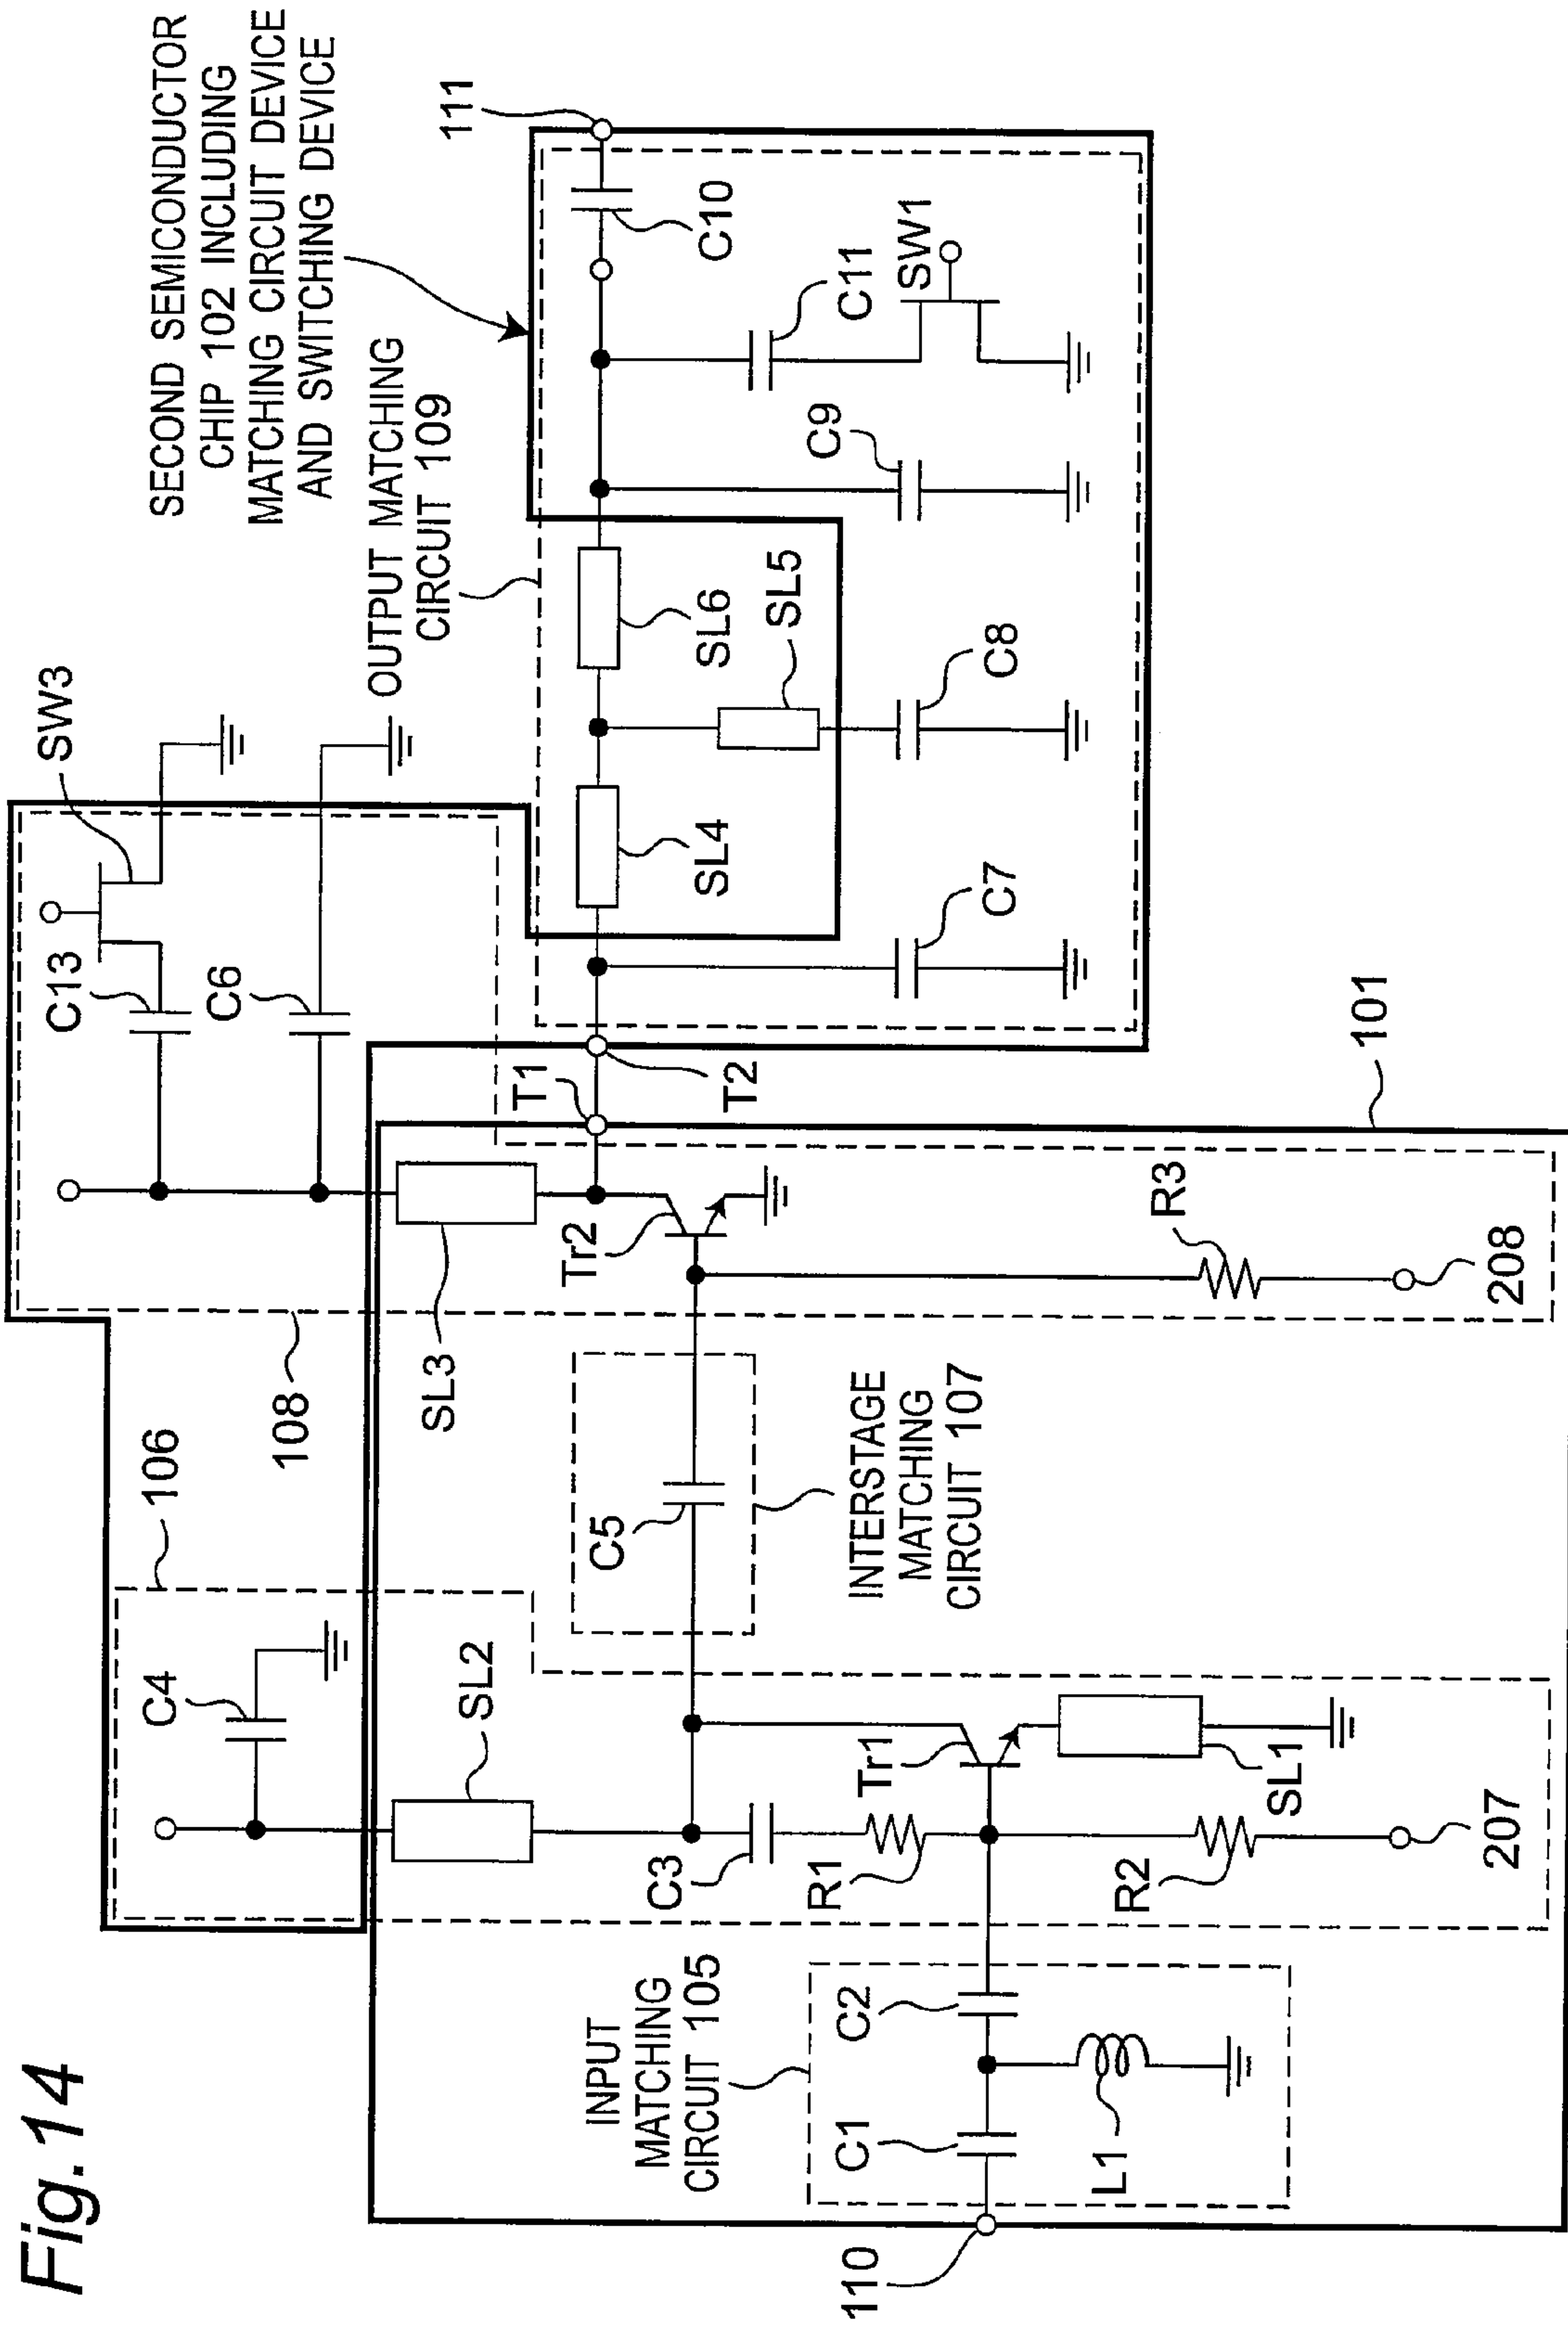 Fig.14
SECOND SEMICONDUCTOR
CHIP 102 INCLUDING
MATCHING CIRCUIT DEVICE
AND SWITCHING DEVICE
OUTPUT MATCHING
CIRCUIT 109
111
106
108
SW3
C13
C6
C4
SL2
SL3
T1
T2
SL4
SL6
SL5
C10
C11
SW1
C9
C8
C7
INPUT
MATCHING
CIRCUIT 105
C5
INTERSTAGE
MATCHING
CIRCUIT 107
Tr2
Tr1
C3
R1
R2
R3
SL1
110
C1
C2
L1
207
208
101